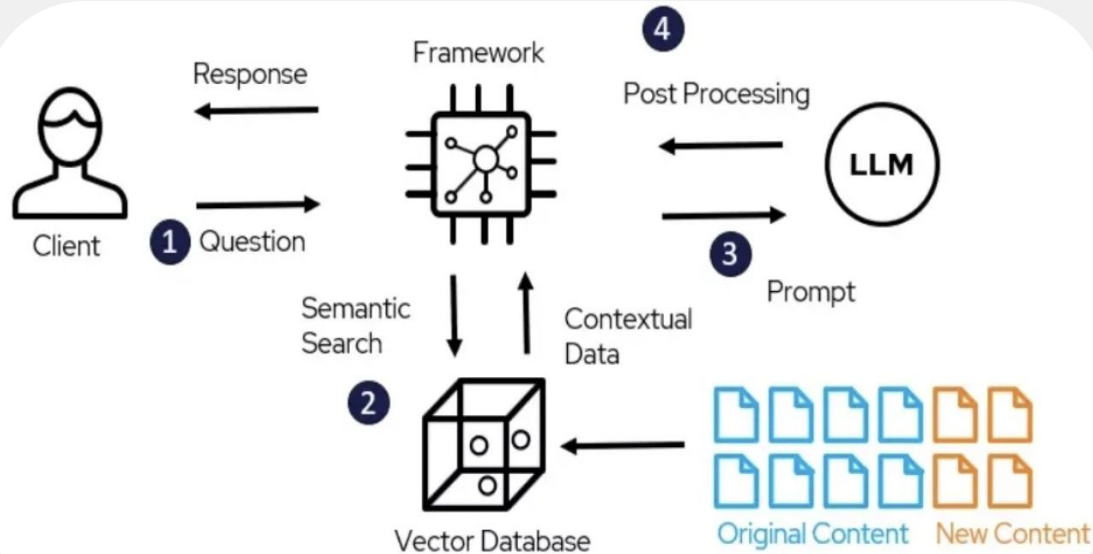 4
Framework
Response
Post Processing
LLM
Client
1 Question
3
Prompt
Semantic
Search
Contextual
Data
2
Vector Database
Original Content
New Content